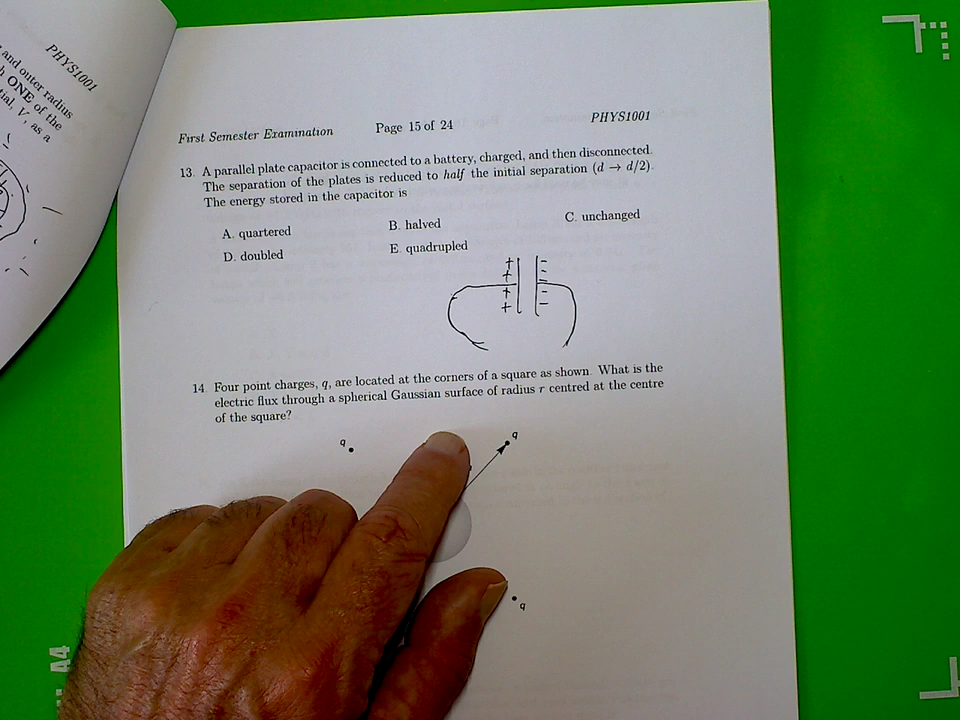 PHYS1001
and outer radius
ONE of the
tial, V, as a
First Semester Examination Page 15 of 24 PHYS1001
13. A parallel plate capacitor is connected to a battery, charged, and then disconnected.
The separation of the plates is reduced to half the initial separation (d → d/2).
The energy stored in the capacitor is
A. quartered B. halved C. unchanged
D. doubled E. quadrupled
+ −
+ −
+ −
+ −
14. Four point charges, q, are located at the corners of a square as shown. What is the
electric flux through a spherical Gaussian surface of radius r centred at the centre
of the square?
q q
q
A4